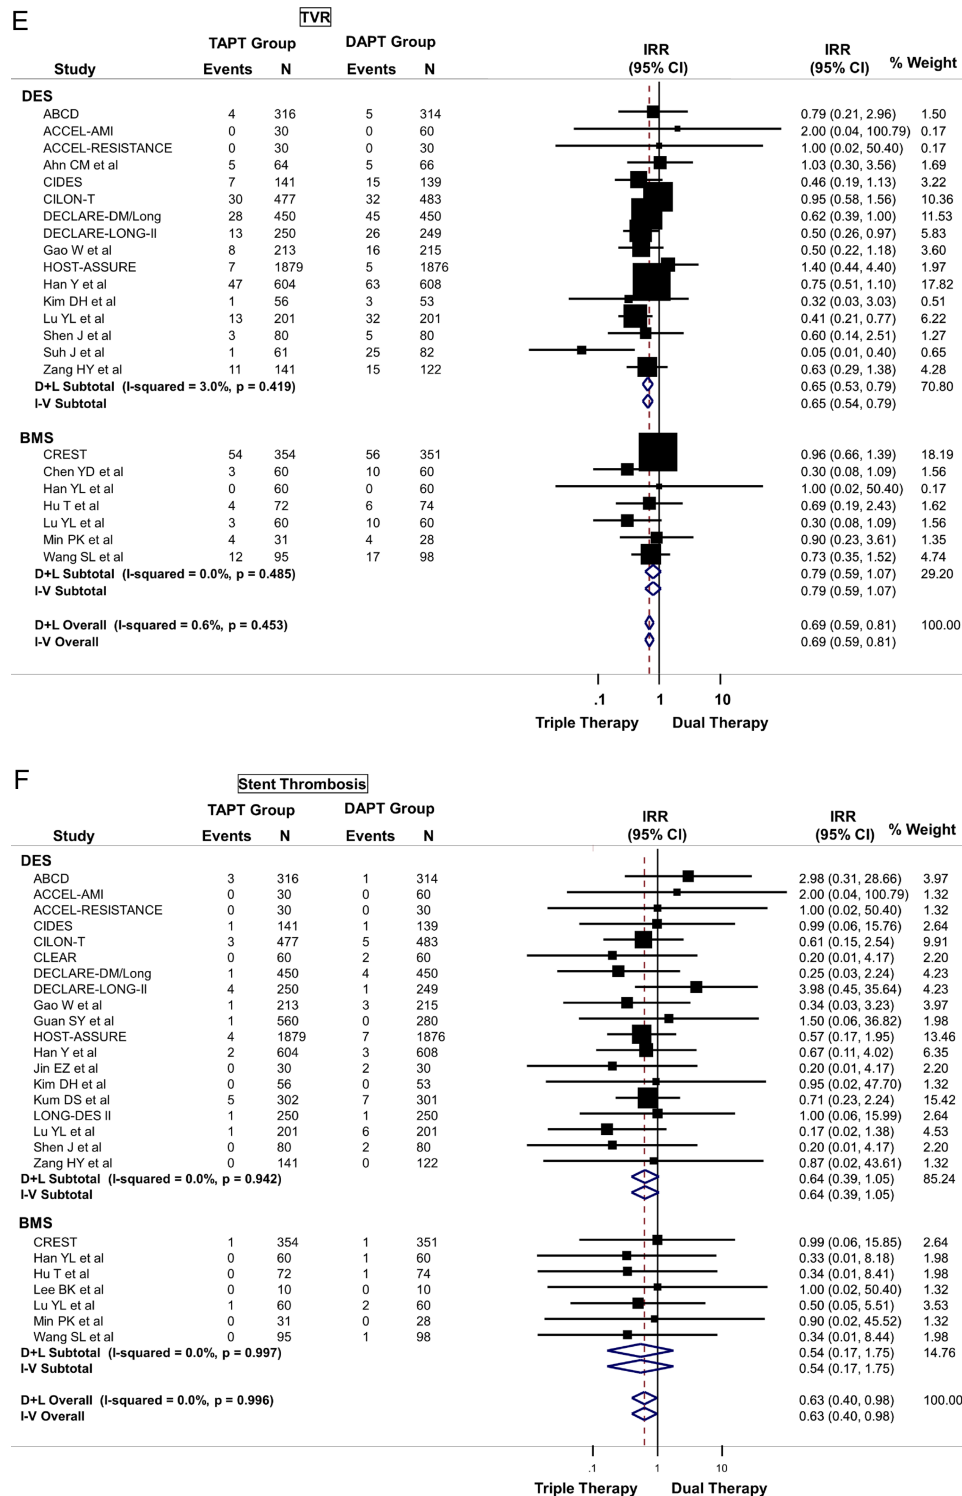 E
TVR
TAPT Group DAPT Group
IRR IRR
Study Events N Events N (95% CI) (95% CI) % Weight
DES
ABCD 4 316 5 314 0.79 (0.21, 2.96) 1.50
ACCEL-AMI 0 30 0 60 2.00 (0.04, 100.79) 0.17
ACCEL-RESISTANCE 0 30 0 30 1.00 (0.02, 50.40) 0.17
Ahn CM et al 5 64 5 66 1.03 (0.30, 3.56) 1.69
CIDES 7 141 15 139 0.46 (0.19, 1.13) 3.22
CILON-T 30 477 32 483 0.95 (0.58, 1.56) 10.36
DECLARE-DM/Long 28 450 45 450 0.62 (0.39, 1.00) 11.53
DECLARE-LONG-II 13 250 26 249 0.50 (0.26, 0.97) 5.83
Gao W et al 8 213 16 215 0.50 (0.22, 1.18) 3.60
HOST-ASSURE 7 1879 5 1876 1.40 (0.44, 4.40) 1.97
Han Y et al 47 604 63 608 0.75 (0.51, 1.10) 17.82
Kim DH et al 1 56 3 53 0.32 (0.03, 3.03) 0.51
Lu YL et al 13 201 32 201 0.41 (0.21, 0.77) 6.22
Shen J et al 3 80 5 80 0.60 (0.14, 2.51) 1.27
Suh J et al 1 61 25 82 0.05 (0.01, 0.40) 0.65
Zang HY et al 11 141 15 122 0.63 (0.29, 1.38) 4.28
D+L Subtotal (I-squared = 3.0%, p = 0.419) 0.65 (0.53, 0.79) 70.80
I-V Subtotal 0.65 (0.54, 0.79)
BMS
CREST 54 354 56 351 0.96 (0.66, 1.39) 18.19
Chen YD et al 3 60 10 60 0.30 (0.08, 1.09) 1.56
Han YL et al 0 60 0 60 1.00 (0.02, 50.40) 0.17
Hu T et al 4 72 6 74 0.69 (0.19, 2.43) 1.62
Lu YL et al 3 60 10 60 0.30 (0.08, 1.09) 1.56
Min PK et al 4 31 4 28 0.90 (0.23, 3.61) 1.35
Wang SL et al 12 95 17 98 0.73 (0.35, 1.52) 4.74
D+L Subtotal (I-squared = 0.0%, p = 0.485) 0.79 (0.59, 1.07) 29.20
I-V Subtotal 0.79 (0.59, 1.07)
D+L Overall (I-squared = 0.6%, p = 0.453) 0.69 (0.59, 0.81) 100.00
I-V Overall 0.69 (0.59, 0.81)
.1 1 10
Triple Therapy Dual Therapy
F
Stent Thrombosis
TAPT Group DAPT Group
IRR IRR
Study Events N Events N (95% CI) (95% CI) % Weight
DES
ABCD 3 316 1 314 2.98 (0.31, 28.66) 3.97
ACCEL-AMI 0 30 0 60 2.00 (0.04, 100.79) 1.32
ACCEL-RESISTANCE 0 30 0 30 1.00 (0.02, 50.40) 1.32
CIDES 1 141 1 139 0.99 (0.06, 15.76) 2.64
CILON-T 3 477 5 483 0.61 (0.15, 2.54) 9.91
CLEAR 0 60 2 60 0.20 (0.01, 4.17) 2.20
DECLARE-DM/Long 1 450 4 450 0.25 (0.03, 2.24) 4.23
DECLARE-LONG-II 4 250 1 249 3.98 (0.45, 35.64) 4.23
Gao W et al 1 213 3 215 0.34 (0.03, 3.23) 3.97
Guan SY et al 1 560 0 280 1.50 (0.06, 36.82) 1.98
HOST-ASSURE 4 1879 7 1876 0.57 (0.17, 1.95) 13.46
Han Y et al 2 604 3 608 0.67 (0.11, 4.02) 6.35
Jin EZ et al 0 30 2 30 0.20 (0.01, 4.17) 2.20
Kim DH et al 0 56 0 53 0.95 (0.02, 47.70) 1.32
Kum DS et al 5 302 7 301 0.71 (0.23, 2.24) 15.42
LONG-DES II 1 250 1 250 1.00 (0.06, 15.99) 2.64
Lu YL et al 1 201 6 201 0.17 (0.02, 1.38) 4.53
Shen J et al 0 80 2 80 0.20 (0.01, 4.17) 2.20
Zang HY et al 0 141 0 122 0.87 (0.02, 43.61) 1.32
D+L Subtotal (I-squared = 0.0%, p = 0.942) 0.64 (0.39, 1.05) 85.24
I-V Subtotal 0.64 (0.39, 1.05)
BMS
CREST 1 354 1 351 0.99 (0.06, 15.85) 2.64
Han YL et al 0 60 1 60 0.33 (0.01, 8.18) 1.98
Hu T et al 0 72 1 74 0.34 (0.01, 8.41) 1.98
Lee BK et al 0 10 0 10 1.00 (0.02, 50.40) 1.32
Lu YL et al 1 60 2 60 0.50 (0.05, 5.51) 3.53
Min PK et al 0 31 0 28 0.90 (0.02, 45.52) 1.32
Wang SL et al 0 95 1 98 0.34 (0.01, 8.44) 1.98
D+L Subtotal (I-squared = 0.0%, p = 0.997) 0.54 (0.17, 1.75) 14.76
I-V Subtotal 0.54 (0.17, 1.75)
D+L Overall (I-squared = 0.0%, p = 0.996) 0.63 (0.40, 0.98) 100.00
I-V Overall 0.63 (0.40, 0.98)
.1 1 10
Triple Therapy Dual Therapy